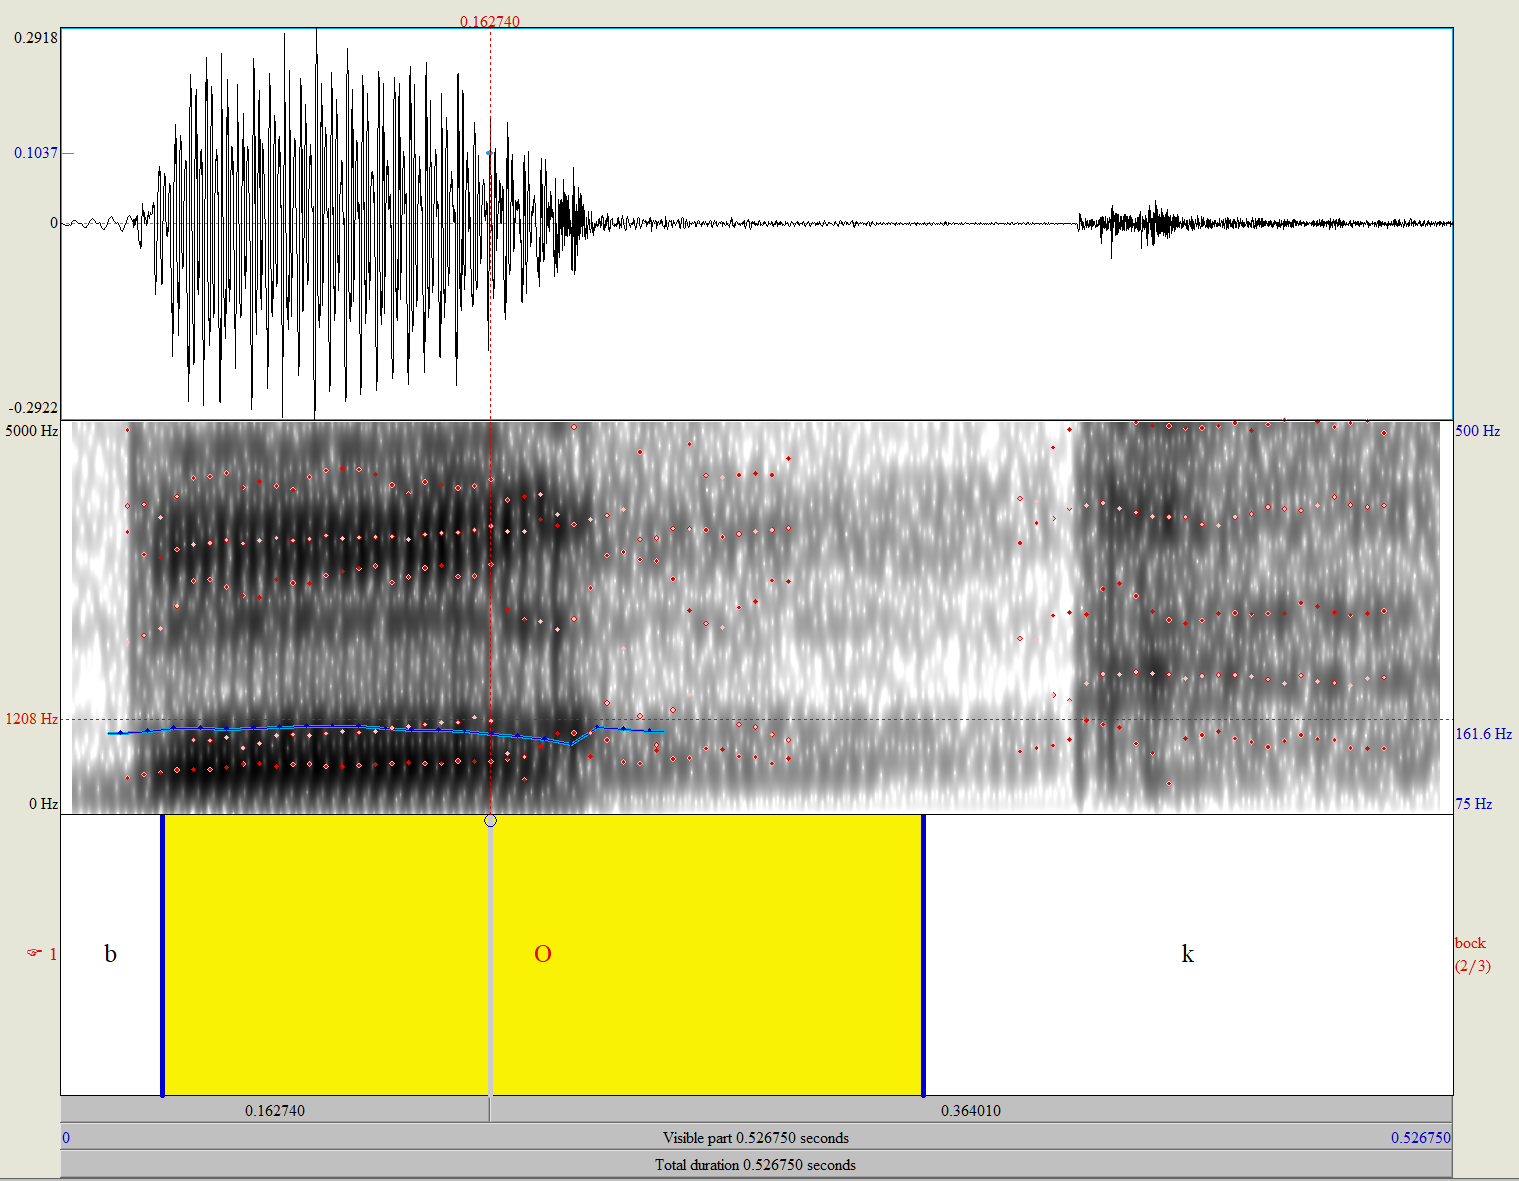 0.162740
0.2918
0.1037
0
-0.2922
5000 Hz
500 Hz
1208 Hz
161.6 Hz
0 Hz
75 Hz
☞ 1
b
O
k
bock
(2/3)
0.162740
0.364010
0
Visible part 0.526750 seconds
0.526750
Total duration 0.526750 seconds